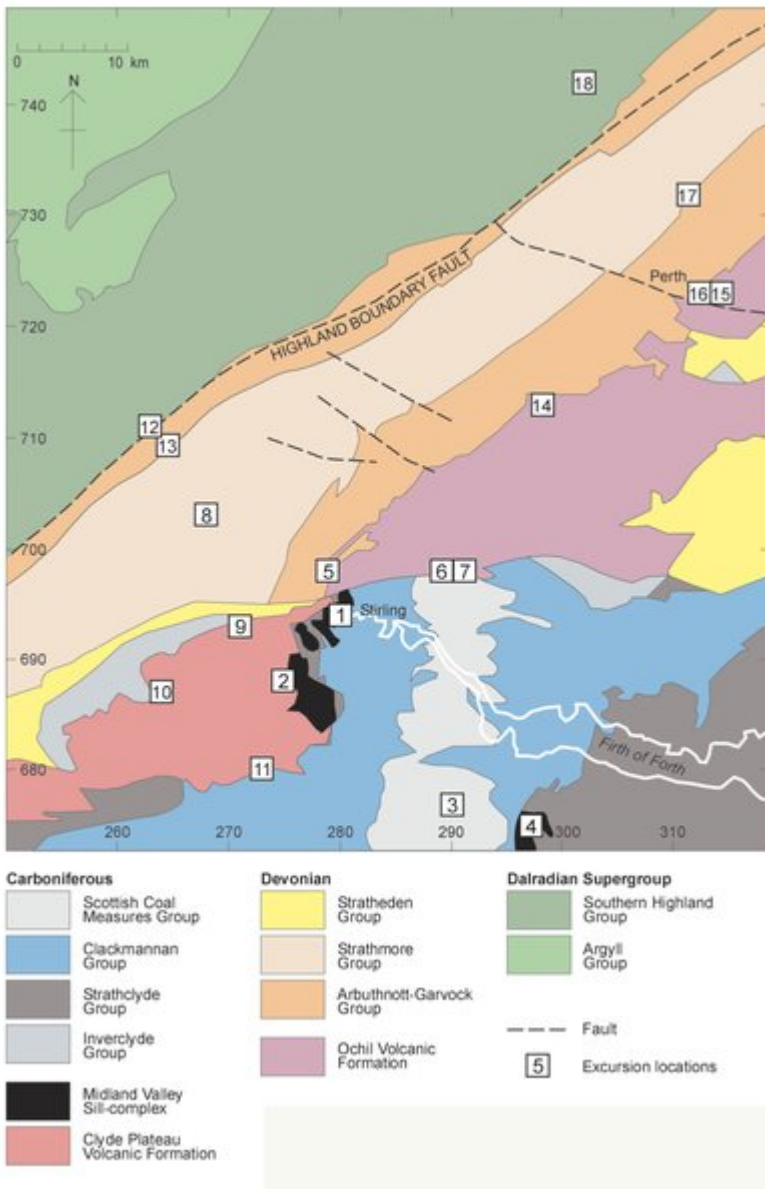 0 10 km
N
740
18
730
17
HIGHLAND BOUNDARY FAULT
Perth
16 15
720
12
13
14
710
8
700
5
6 7
1 Stirling
9
690
2
10
Firth of Forth
680
11
3
4
260 270 280 290 300 310
Carboniferous
Scottish Coal
Measures Group
Clackmannan
Group
Strathclyde
Group
Inverclyde
Group
Midland Valley
Sill-complex
Clyde Plateau
Volcanic Formation
Devonian
Stratheden
Group
Strathmore
Group
Arbuthnott-Garvock
Group
Ochil Volcanic
Formation
Dalradian Supergroup
Southern Highland
Group
Argyll
Group
Fault
5 Excursion locations